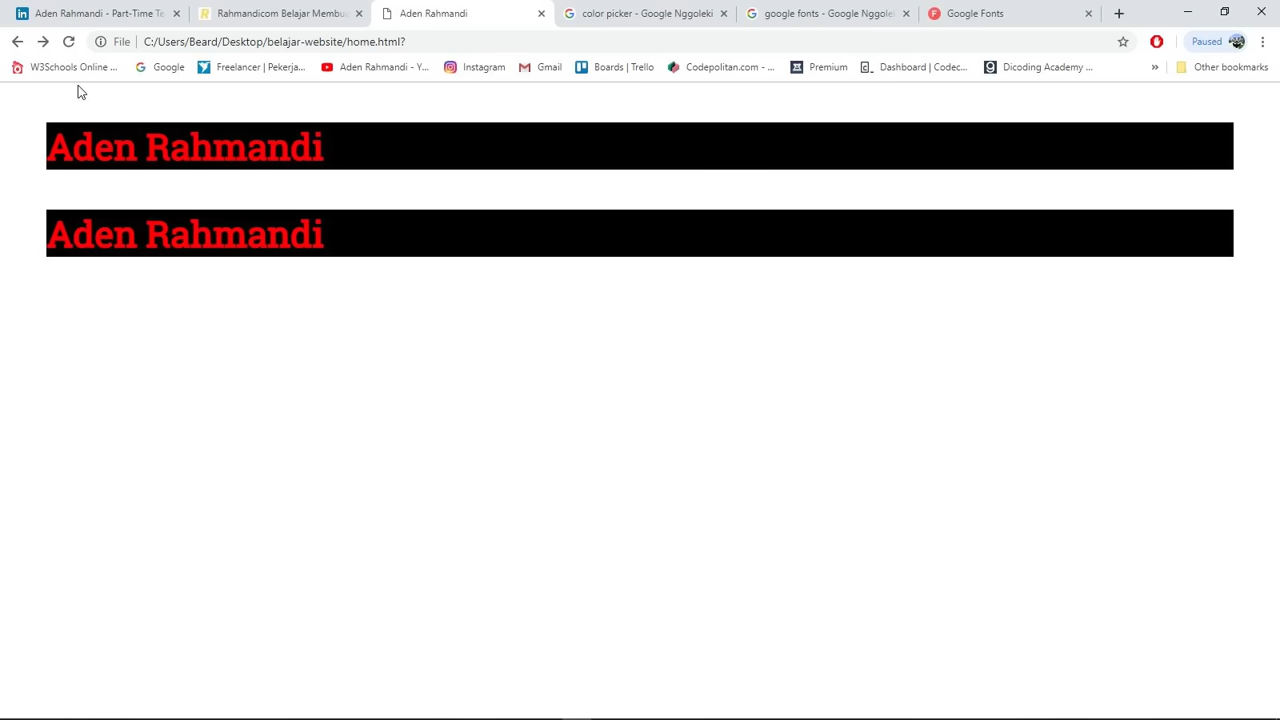 Aden Rahmandi - Part-Time Te
Rahmandicom Belajar Membua
Aden Rahmandi
color picker - Google Nggoleki
google fonts - Google Nggolek
Google Fonts
File
C:/Users/Beard/Desktop/belajar-website/home.html?
Paused
W3Schools Online ...
Google
Freelancer | Pekerja...
Aden Rahmandi - Y...
Instagram
Gmail
Boards | Trello
Codepolitan.com - ...
Premium
Dashboard | Codec...
Dicoding Academy ...
»
Other bookmarks
Aden Rahmandi
Aden Rahmandi